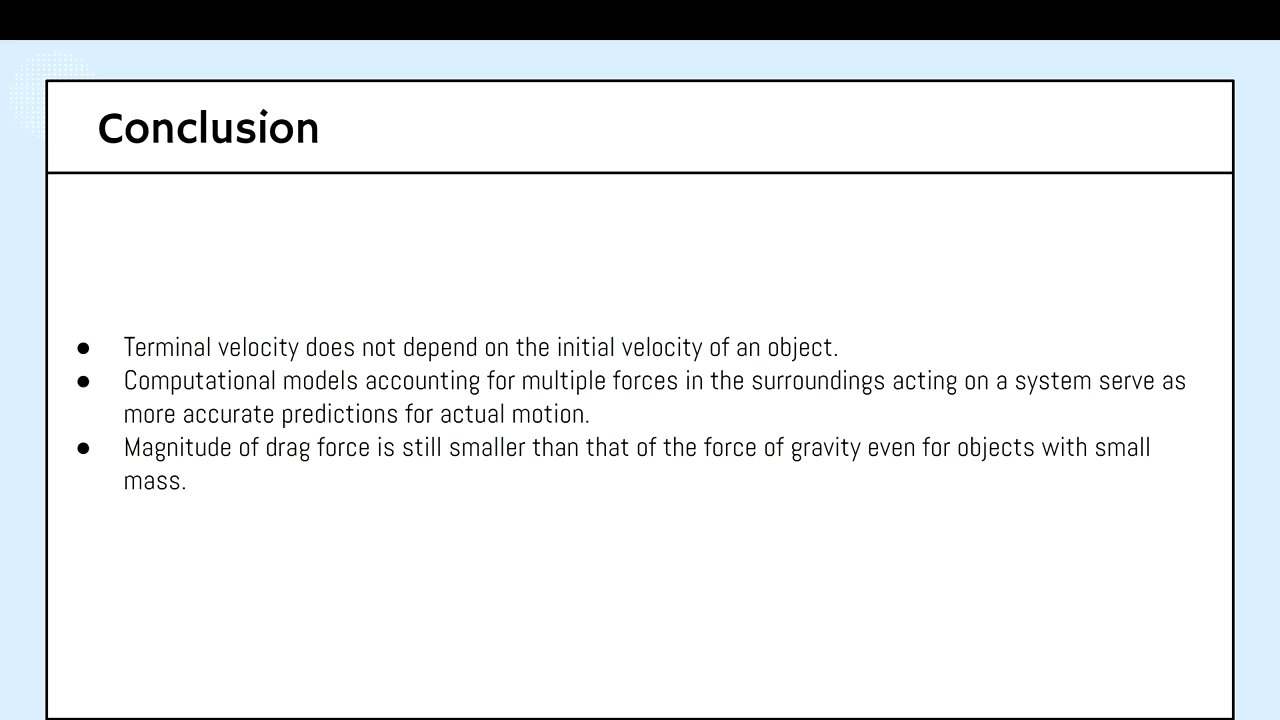 Conclusion
● Terminal velocity does not depend on the initial velocity of an object.
● Computational models accounting for multiple forces in the surroundings acting on a system serve as
more accurate predictions for actual motion.
● Magnitude of drag force is still smaller than that of the force of gravity even for objects with small
mass.